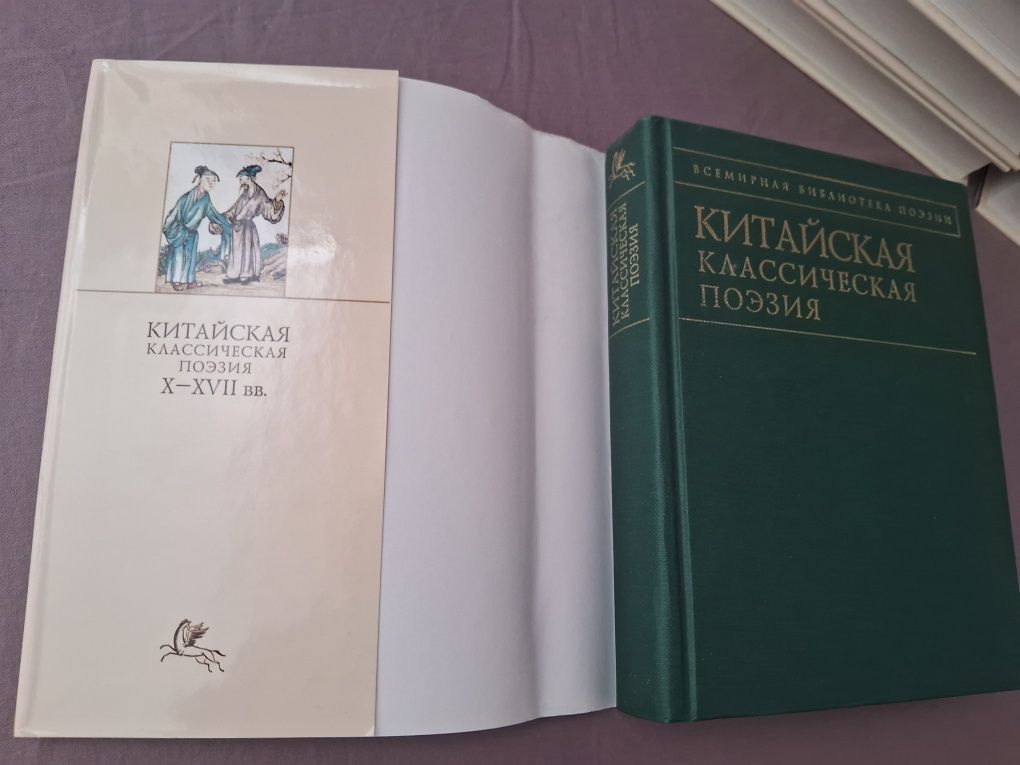 КИТАЙСКАЯ
КЛАССИЧЕСКАЯ
ПОЭЗИЯ
X–XVII ВВ.
КИТАЙСКАЯ
КЛАССИЧЕСКАЯ
ПОЭЗИЯ
ВСЕМИРНАЯ БИБЛИОТЕКА ПОЭЗИИ
КИТАЙСКАЯ
КЛАССИЧЕСКАЯ
ПОЭЗИЯ